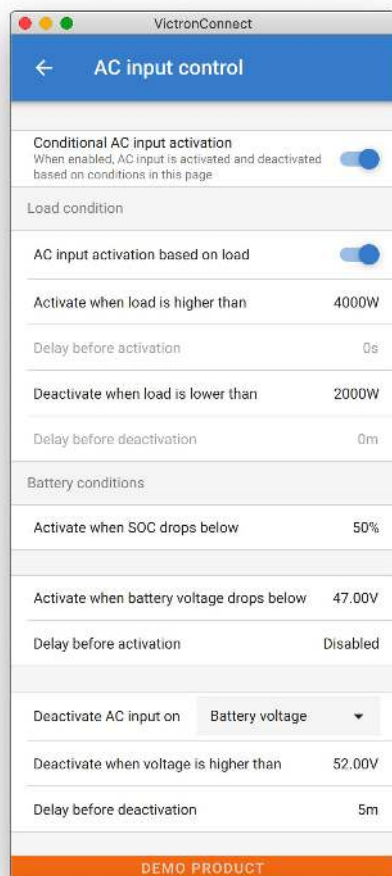 VictronConnect
AC input control
Conditional AC input activation
When enabled, AC input is activated and deactivated
based on conditions in this page
Load condition
AC input activation based on load
Activate when load is higher than 4000W
Delay before activation 0s
Deactivate when load is lower than 2000W
Delay before deactivation 0m
Battery conditions
Activate when SOC drops below 50%
Activate when battery voltage drops below 47.00V
Delay before activation Disabled
Deactivate AC input on Battery voltage
Deactivate when voltage is higher than 52.00V
Delay before deactivation 5m
DEMO PRODUCT